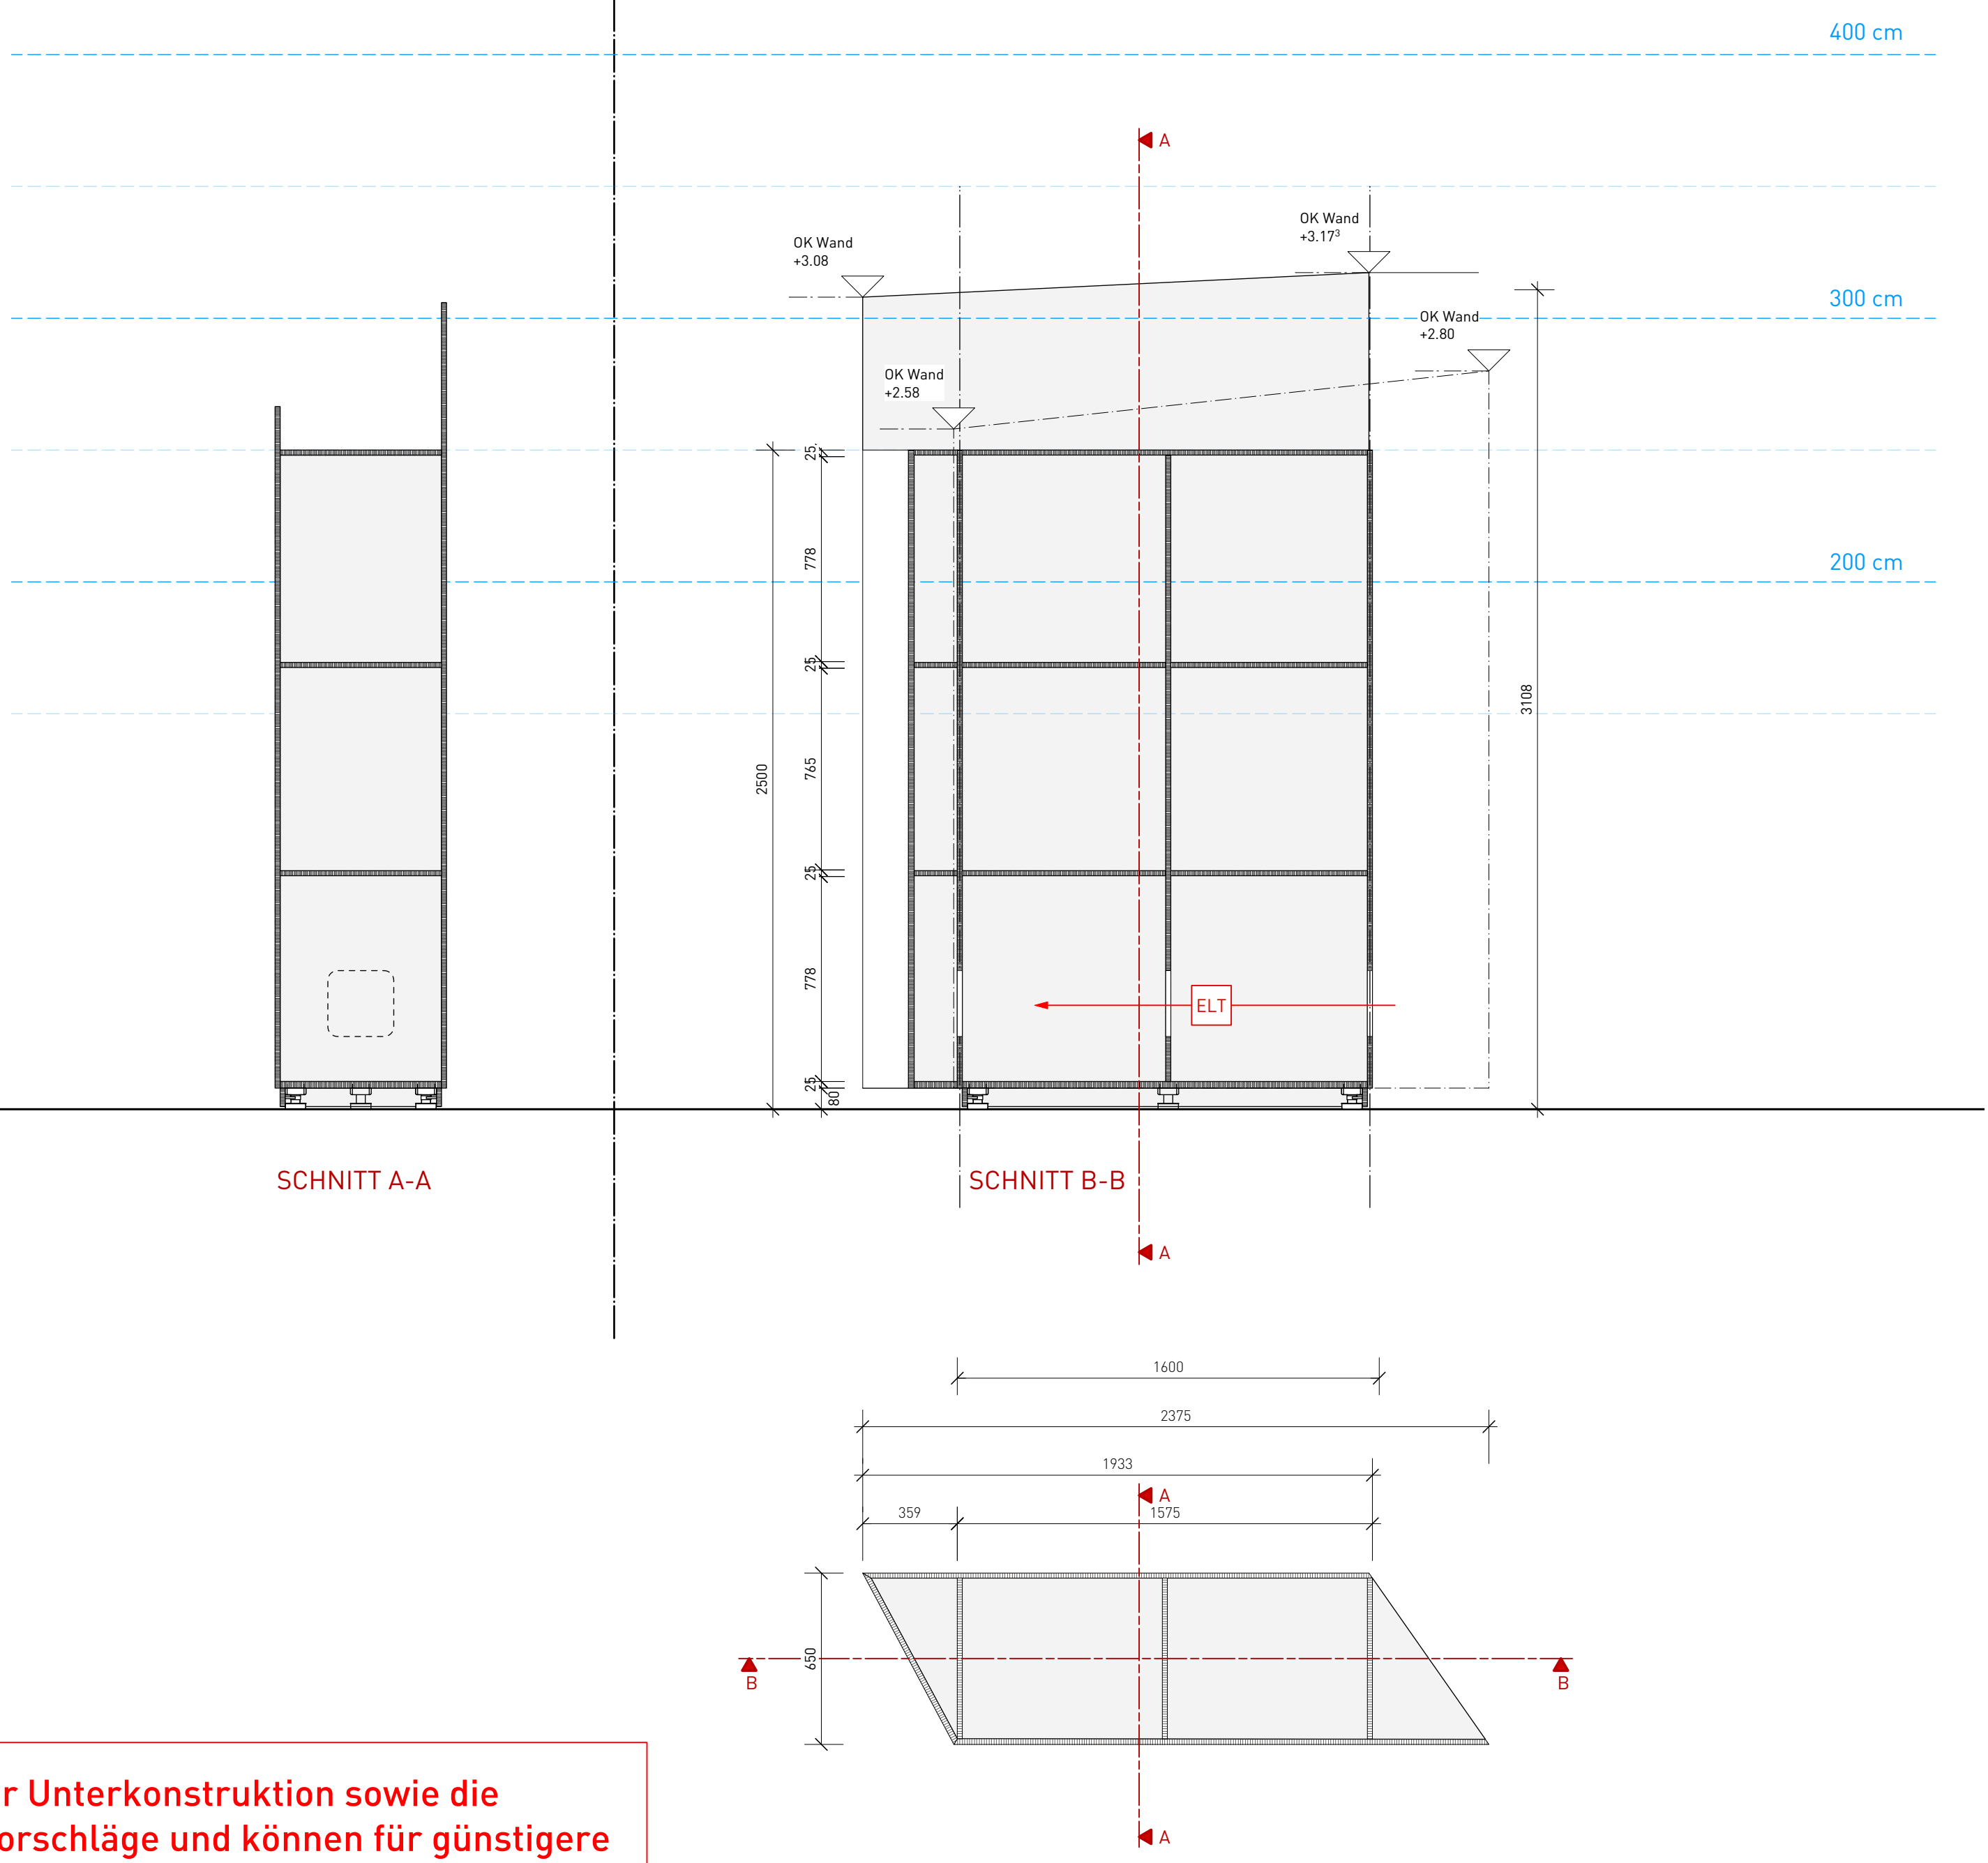 400 cm
A
OK Wand
+3.17³
OK Wand
+3.08
300 cm
OK Wand
+2.80
OK Wand
+2.58
25
778
200 cm
25
3108
2500
765
25
778
ELT
25
80
SCHNITT A-A
SCHNITT B-B
A
1600
2375
1933
A
359
1575
650
B
B
r Unterkonstruktion sowie die
orschläge und können für günstigere
A